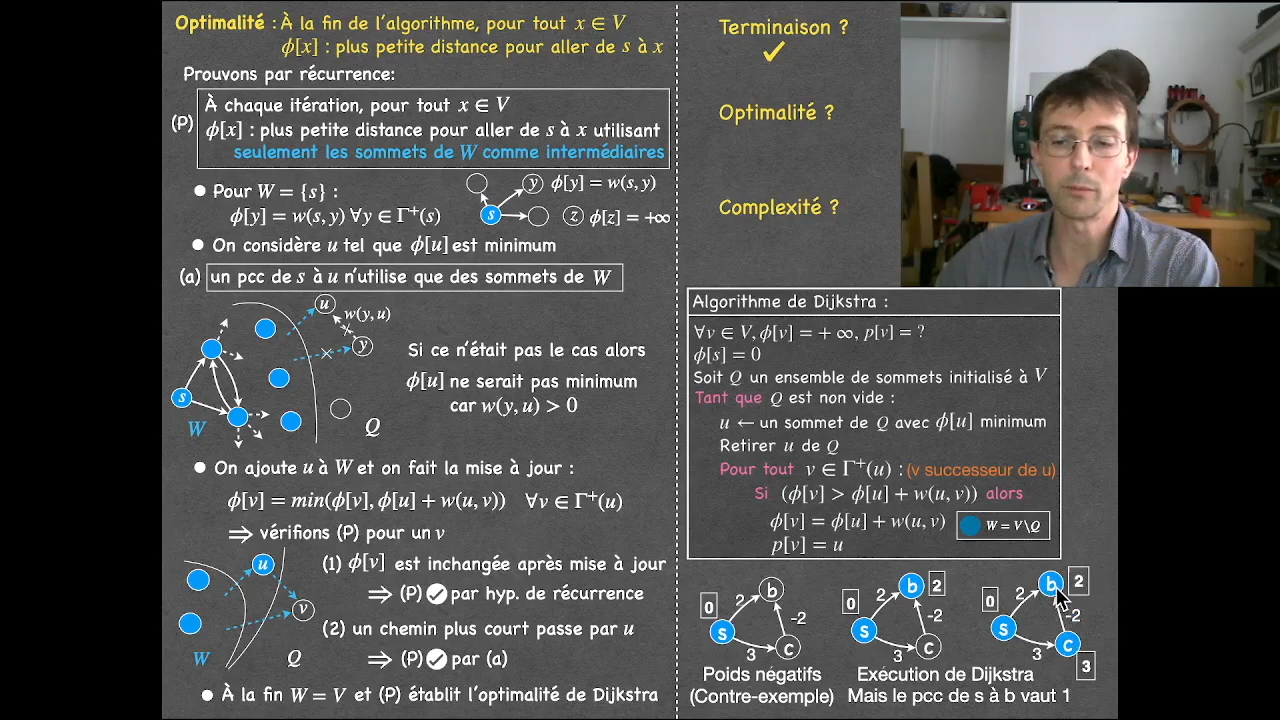 Optimalité : À la fin de l'algorithme, pour tout x ∈ V
ϕ[x] : plus petite distance pour aller de s à x
Prouvons par récurrence:
(P)
À chaque itération, pour tout x ∈ V
ϕ[x] : plus petite distance pour aller de s à x utilisant
seulement les sommets de W comme intermédiaires
• Pour W = {s} :
ϕ[y] = w(s, y) ∀y ∈ Γ⁺(s)
s
y ϕ[y] = w(s, y)
z ϕ[z] = +∞
• On considère u tel que ϕ[u] est minimum
(a) un pcc de s à u n'utilise que des sommets de W
u
w(y, u)
y
s
W
Q
Si ce n'était pas le cas alors
ϕ[u] ne serait pas minimum
car w(y, u) > 0
• On ajoute u à W et on fait la mise à jour :
ϕ[v] = min(ϕ[v], ϕ[u] + w(u, v)) ∀v ∈ Γ⁺(u)
⟹ vérifions (P) pour un v
u
v
W
Q
(1) ϕ[v] est inchangée après mise à jour
⟹ (P) ✓ par hyp. de récurrence
(2) un chemin plus court passe par u
⟹ (P) ✓ par (a)
• À la fin W = V et (P) établit l'optimalité de Dijkstra
Terminaison ?
✓
Optimalité ?
Complexité ?
Algorithme de Dijkstra :
∀v ∈ V, ϕ[v] = + ∞, p[v] = ?
ϕ[s] = 0
Soit Q un ensemble de sommets initialisé à V
Tant que Q est non vide :
u ← un sommet de Q avec ϕ[u] minimum
Retirer u de Q
Pour tout v ∈ Γ⁺(u) : (v successeur de u)
Si (ϕ[v] > ϕ[u] + w(u, v)) alors
ϕ[v] = ϕ[u] + w(u, v)
W = V\Q
p[v] = u
0 2 b -2 s 3 c
0 2 b 2 -2 s 3 c
0 2 b 2 -2 s 3 c 3
Poids négatifs
(Contre-exemple)
Exécution de Dijkstra
Mais le pcc de s à b vaut 1